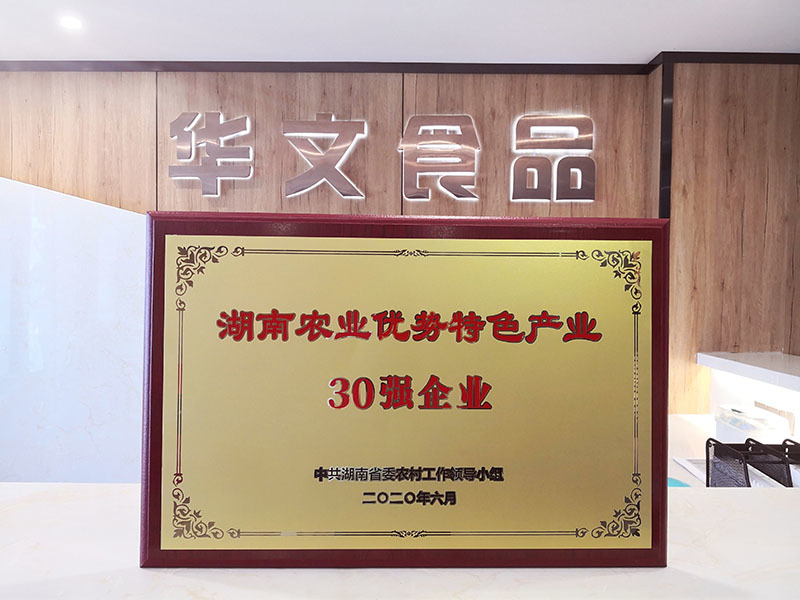 华文食品
湖南农业优势特色产业
30强企业
中共湖南省委农村工作领导小组
二〇二〇年六月